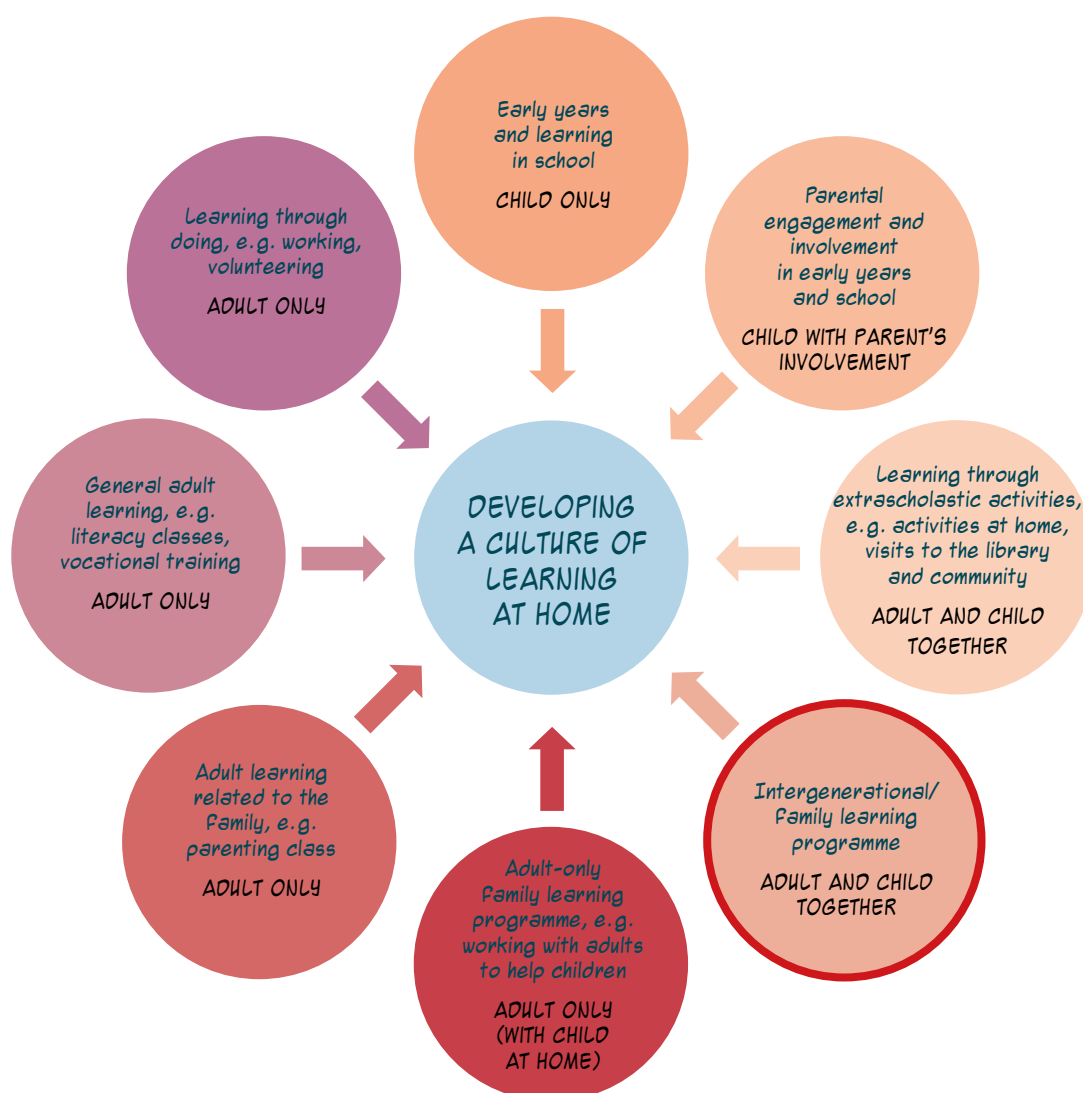 Early years
and learning
in school
CHILD ONLY
Parental
engagement and
involvement
in early years
and school
CHILD WITH PARENT'S
INVOLVEMENT
Learning through
extrascholastic activities,
e.g. activities at home,
visits to the library
and community
ADULT AND CHILD
TOGETHER
Intergenerational/
Family learning
programme
ADULT AND CHILD
TOGETHER
Adult-only
Family learning
programme, e.g.
working with adults
to help children
ADULT ONLY
(WITH CHILD
AT HOME)
Adult learning
related to the
Family, e.g.
parenting class
ADULT ONLY
General adult
learning, e.g.
literacy classes,
vocational training
ADULT ONLY
Learning through
doing, e.g. working,
volunteering
ADULT ONLY
DEVELOPING
A CULTURE OF
LEARNING
AT HOME